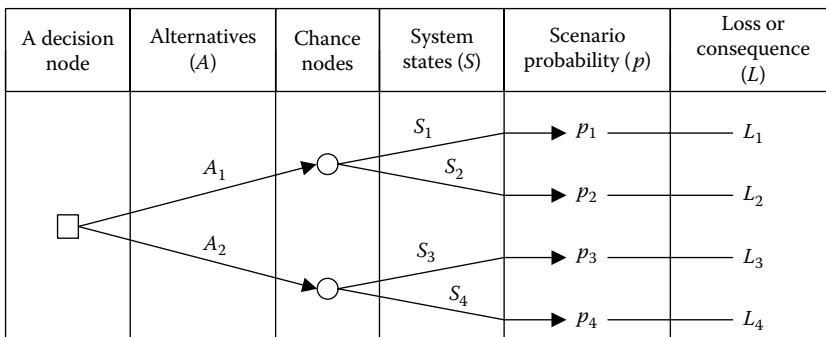 A decision
node
Alternatives
(A)
Chance
nodes
System
states (S)
Scenario
probability (p)
Loss or
consequence
(L)
A₁
A₂
S₁
S₂
S₃
S₄
p₁
p₂
p₃
p₄
L₁
L₂
L₃
L₄